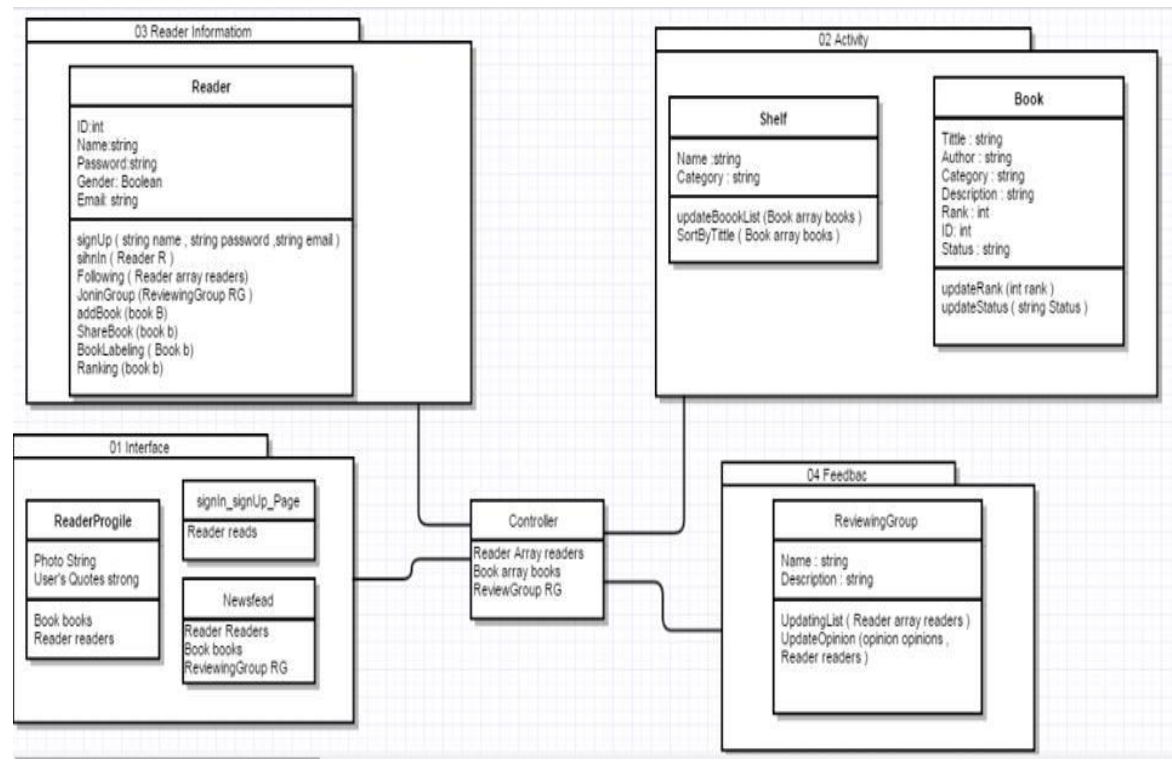 03 Reader Informatiom
Reader
ID:int
Name:string
Password:string
Gender: Boolean
Email: string
signUp ( string name , string password ,string email )
sihnIn ( Reader R )
Following ( Reader array readers)
JoninGroup (ReviewingGroup RG )
addBook (book B)
ShareBook (book b)
BookLabeling ( Book b)
Ranking (book b)
02 Activity
Shelf
Name :string
Category : string
updateBoookList (Book array books )
SortByTittle ( Book array books )
Book
Tittle : string
Author : string
Category : string
Description : string
Rank : int
ID: int
Status : string
updateRank (int rank )
updateStatus ( string Status )
01 Interface
ReaderProgile
Photo String
User's Quotes strong
Book books
Reader readers
signIn_signUp_Page
Reader reads
Newsfead
Reader Readers
Book books
ReviewingGroup RG
Controller
Reader Array readers
Book array books
ReviewGroup RG
04 Feedbac
ReviewingGroup
Name : string
Description : string
UpdatingList ( Reader array readers )
UpdateOpinion (opinion opinions ,
Reader readers )